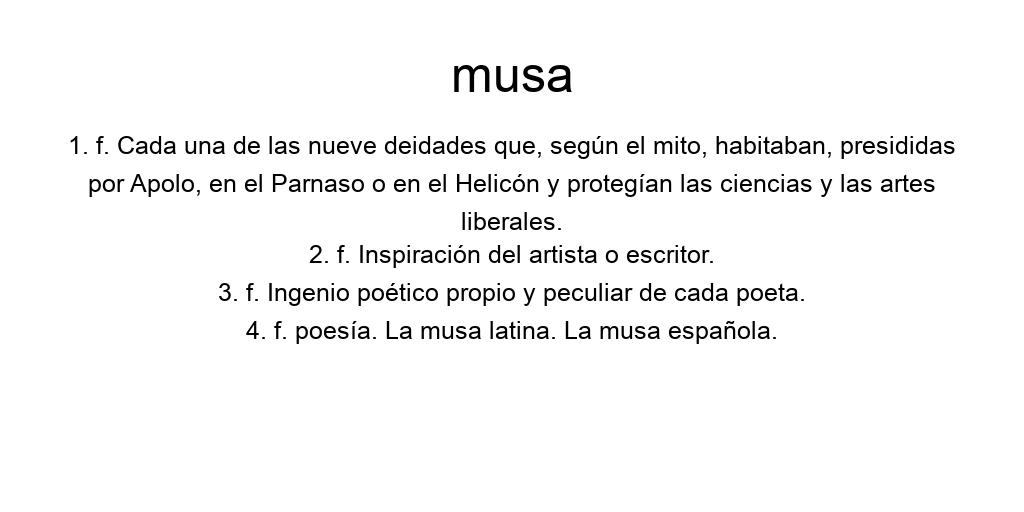 musa
1. f. Cada una de las nueve deidades que, según el mito, habitaban, presididas
por Apolo, en el Parnaso o en el Helicón y protegían las ciencias y las artes
liberales.
2. f. Inspiración del artista o escritor.
3. f. Ingenio poético propio y peculiar de cada poeta.
4. f. poesía. La musa latina. La musa española.